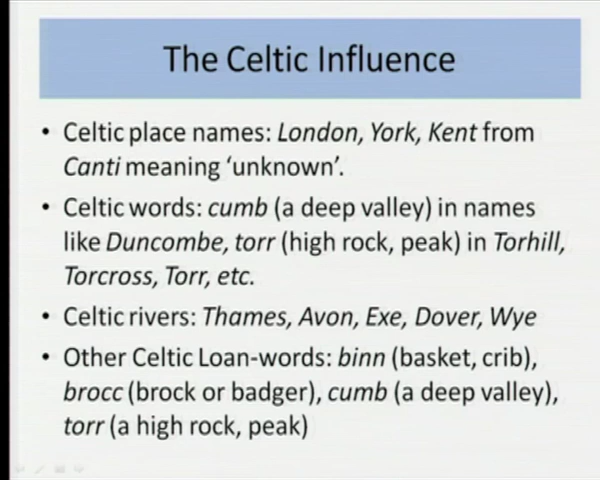 The Celtic Influence
• Celtic place names: London, York, Kent from
Canti meaning ‘unknown’.
• Celtic words: cumb (a deep valley) in names
like Duncombe, torr (high rock, peak) in Torhill,
Torcross, Torr, etc.
• Celtic rivers: Thames, Avon, Exe, Dover, Wye
• Other Celtic Loan-words: binn (basket, crib),
brocc (brock or badger), cumb (a deep valley),
torr (a high rock, peak)